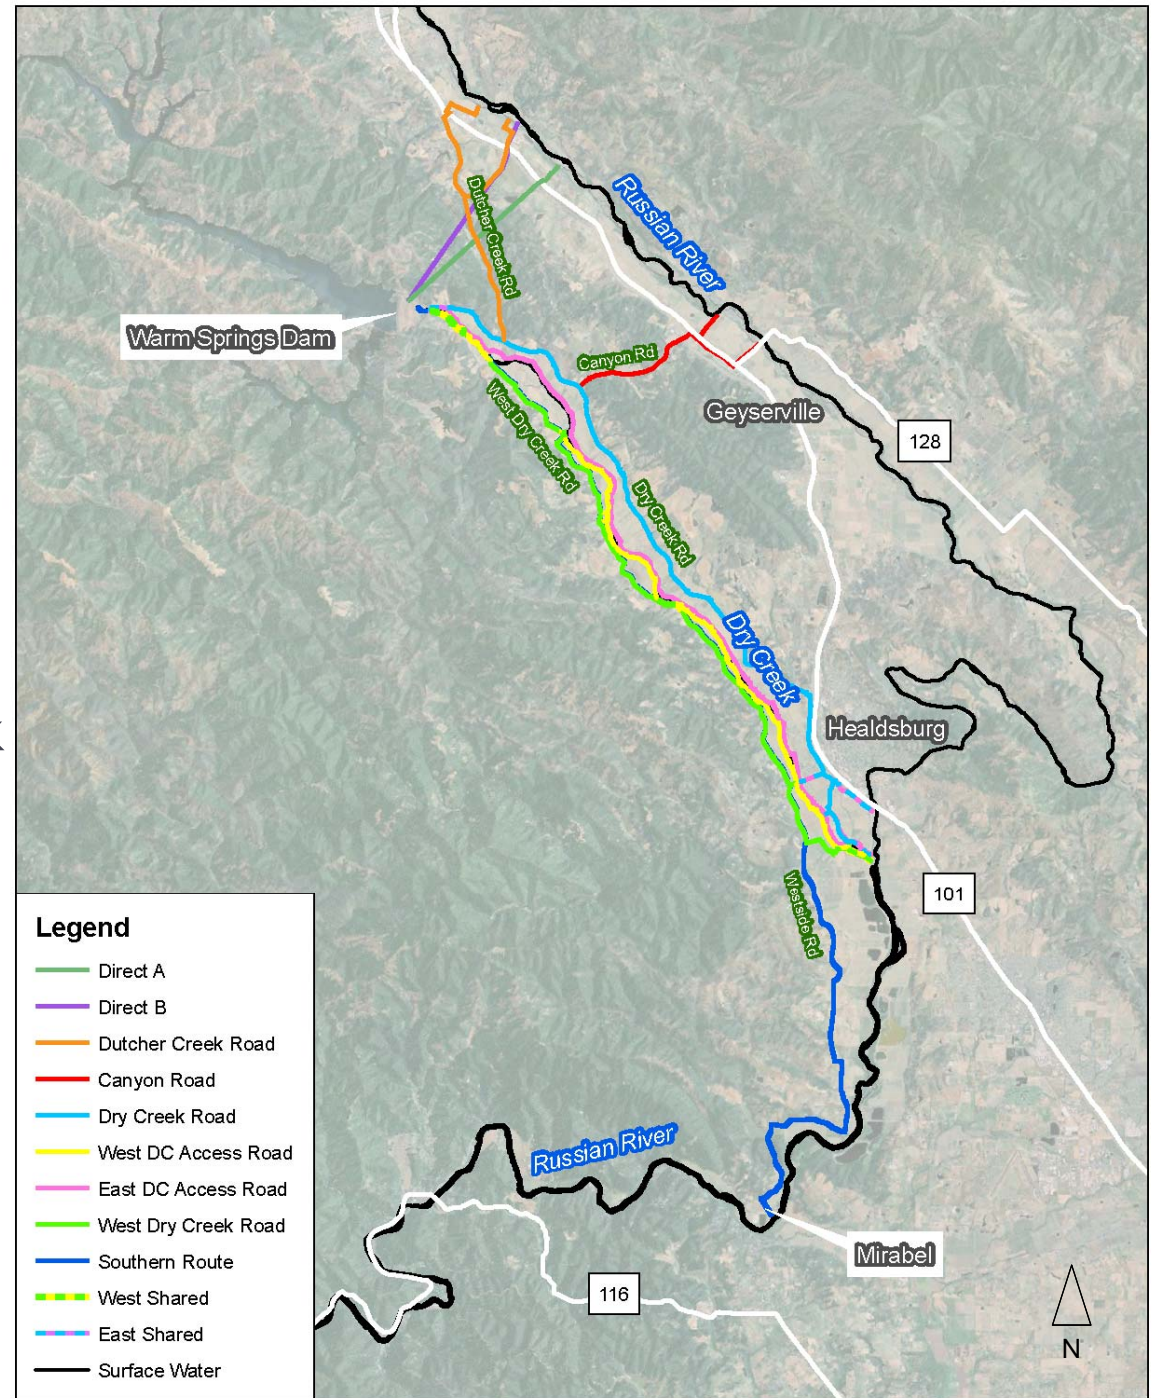 Russian River
Dutcher Creek Rd
Warm Springs Dam
Canyon Rd
West Dry Creek Rd
Geyserville
128
Dry Creek Rd
Dry Creek
Healdsburg
101
Westside Rd
Legend
Direct A
Direct B
Dutcher Creek Road
Canyon Road
Dry Creek Road
West DC Access Road
East DC Access Road
West Dry Creek Road
Southern Route
West Shared
East Shared
Surface Water
Russian River
Mirabel
116
N